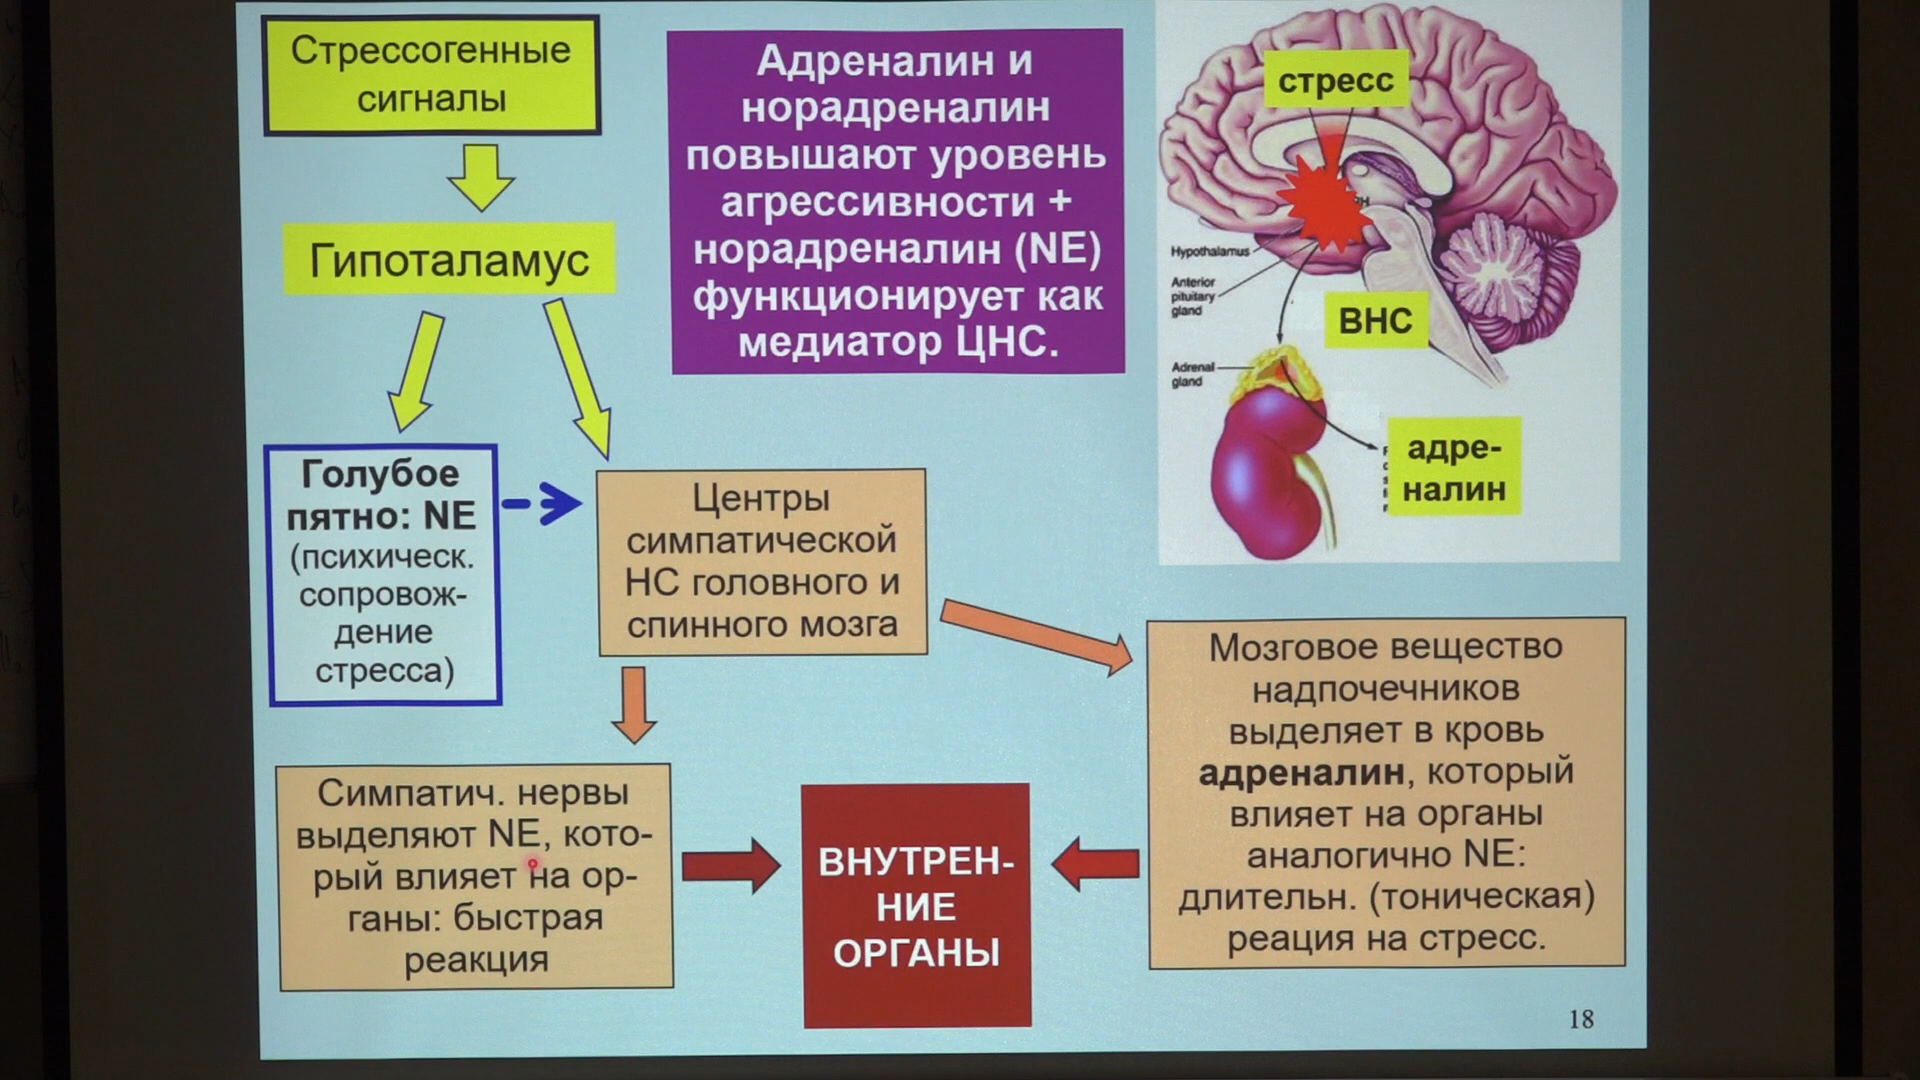 Стрессогенные
сигналы
Гипоталамус
Адреналин и
норадреналин
повышают уровень
агрессивности +
норадреналин (NE)
функционирует как
медиатор ЦНС.
стресс
Hypothalamus
Anterior
pituitary
gland
ВНС
Adrenal
gland
адре-
налин
Голубое
пятно: NE
(психическ.
сопровож-
дение
стресса)
Центры
симпатической
НС головного и
спинного мозга
Мозговое вещество
надпочечников
выделяет в кровь
адреналин, который
влияет на органы
аналогично NE:
длительн. (тоническая)
реация на стресс.
Симпатич. нервы
выделяют NE, кото-
рый влияет на ор-
ганы: быстрая
реакция
ВНУТРЕН-
НИЕ
ОРГАНЫ
18